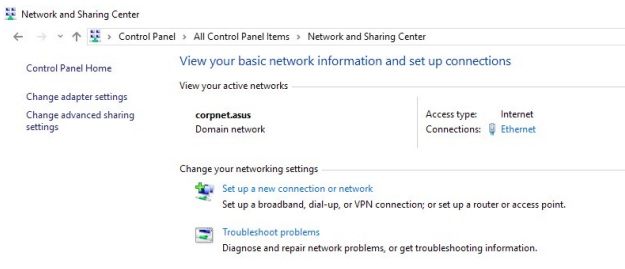 Network and Sharing Center
Control Panel > All Control Panel Items > Network and Sharing Center
Control Panel Home
Change adapter settings
Change advanced sharing
settings
View your basic network information and set up connections
View your active networks
corpnet.asus
Domain network
Access type: Internet
Connections: Ethernet
Change your networking settings
Set up a new connection or network
Set up a broadband, dial-up, or VPN connection; or set up a router or access point.
Troubleshoot problems
Diagnose and repair network problems, or get troubleshooting information.